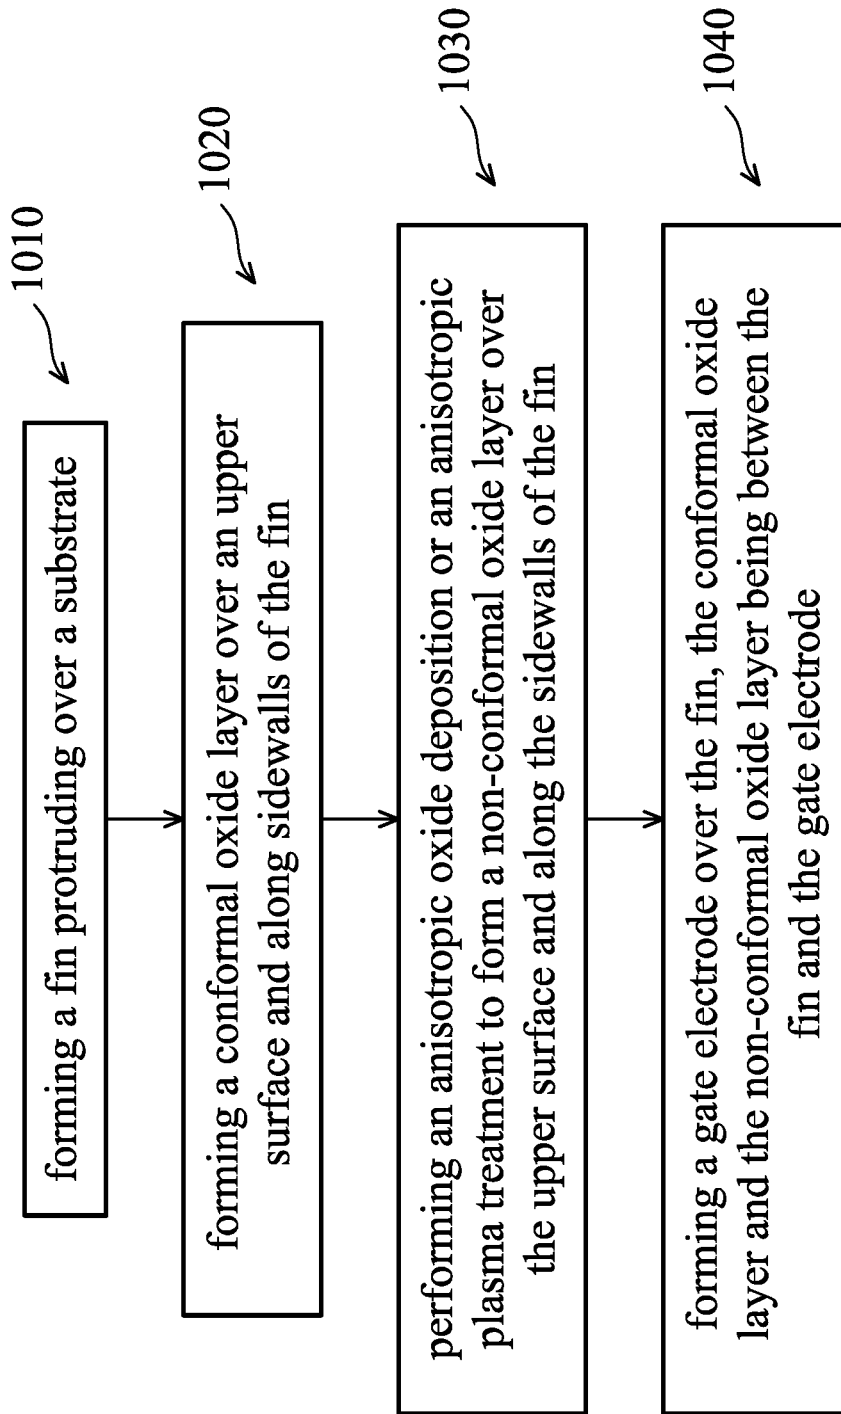 1010
forming a fin protruding over a substrate
1020
forming a conformal oxide layer over an upper
surface and along sidewalls of the fin
1030
performing an anisotropic oxide deposition or an anisotropic
plasma treatment to form a non-conformal oxide layer over
the upper surface and along the sidewalls of the fin
1040
forming a gate electrode over the fin, the conformal oxide
layer and the non-conformal oxide layer being between the
fin and the gate electrode